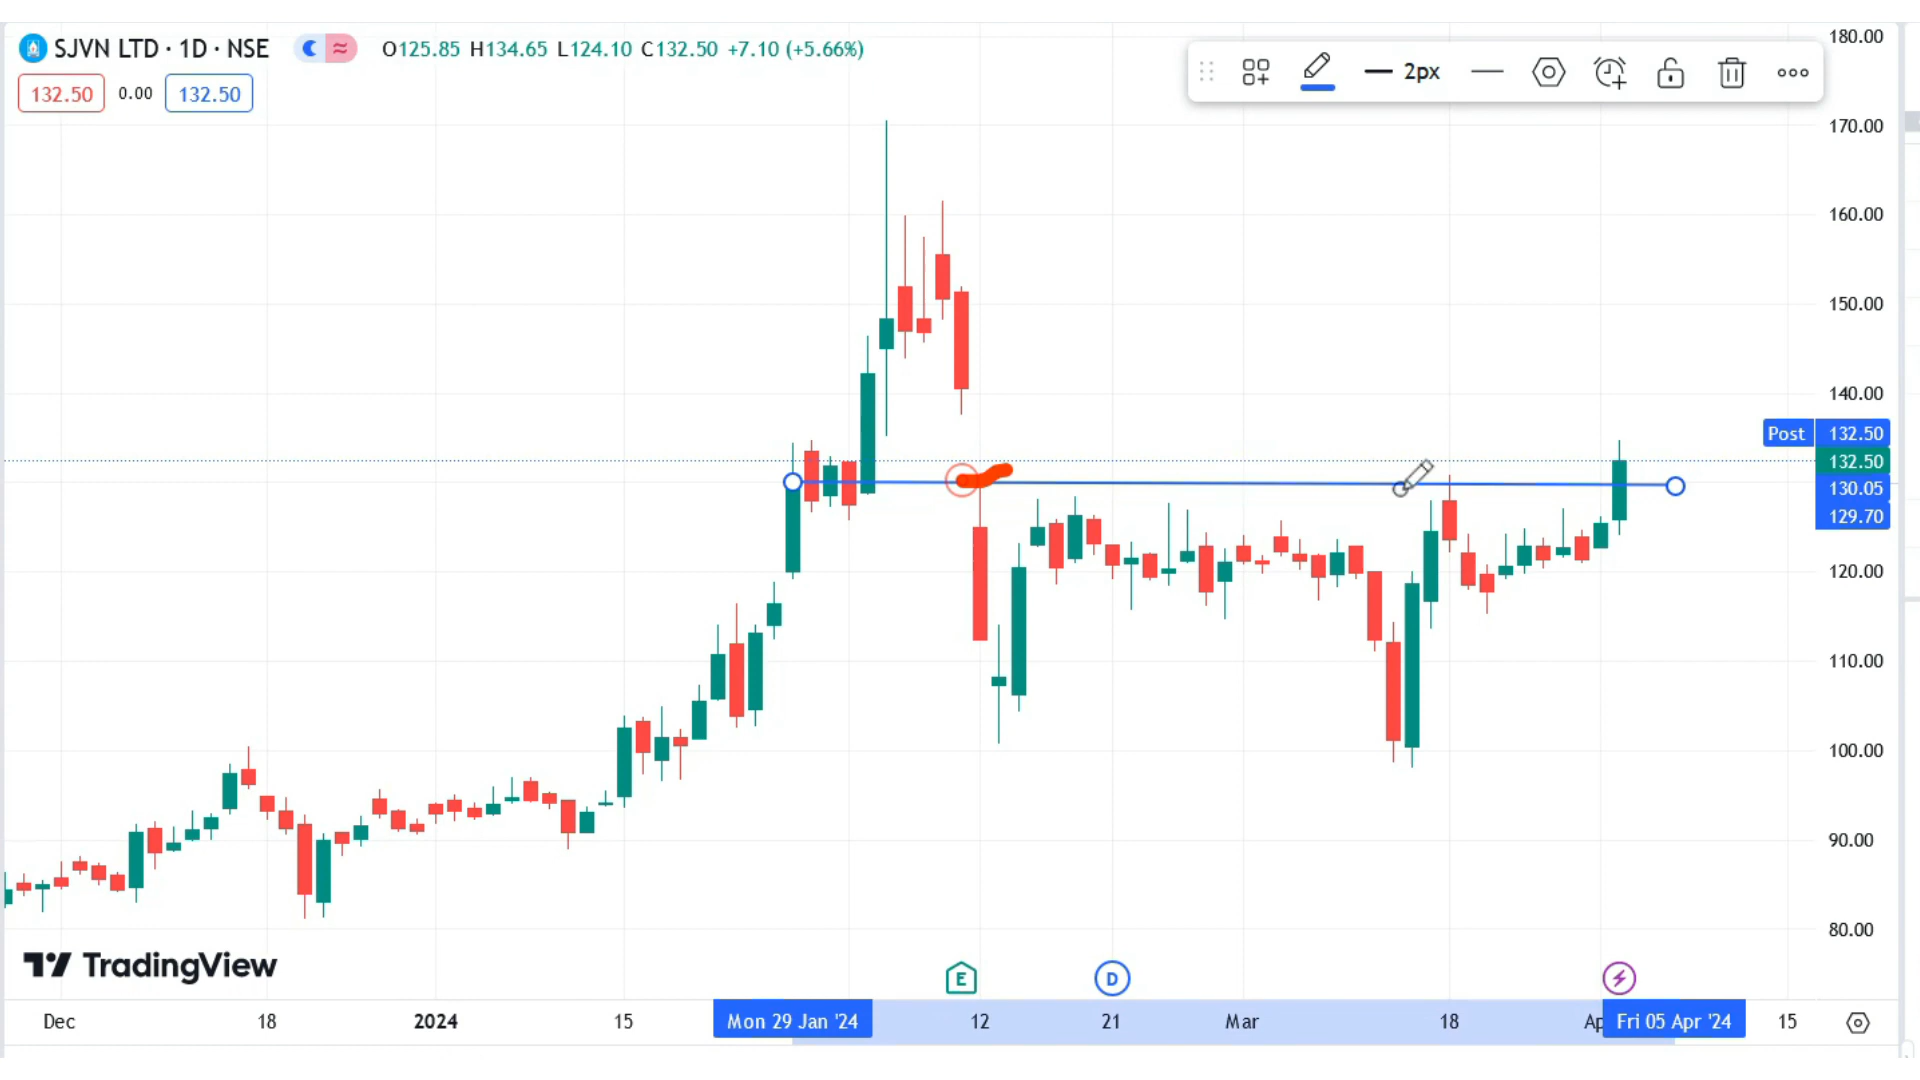 SJVN LTD · 1D · NSE O125.85 H134.65 L124.10 C132.50 +7.10 (+5.66%)
132.50 0.00 132.50
2px
180.00
170.00
160.00
150.00
140.00
Post 132.50
132.50
130.05
129.70
120.00
110.00
100.00
90.00
80.00
TradingView
E D
Dec 18 2024 15 Mon 29 Jan '24 12 21 Mar 18 Ap Fri 05 Apr '24 15